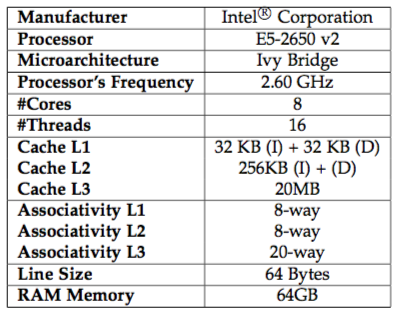 Manufacturer Intel® Corporation
Processor E5-2650 v2
Microarchitecture Ivy Bridge
Processor's Frequency 2.60 GHz
#Cores 8
#Threads 16
Cache L1 32 KB (I) + 32 KB (D)
Cache L2 256KB (I) + (D)
Cache L3 20MB
Associativity L1 8-way
Associativity L2 8-way
Associativity L3 20-way
Line Size 64 Bytes
RAM Memory 64GB